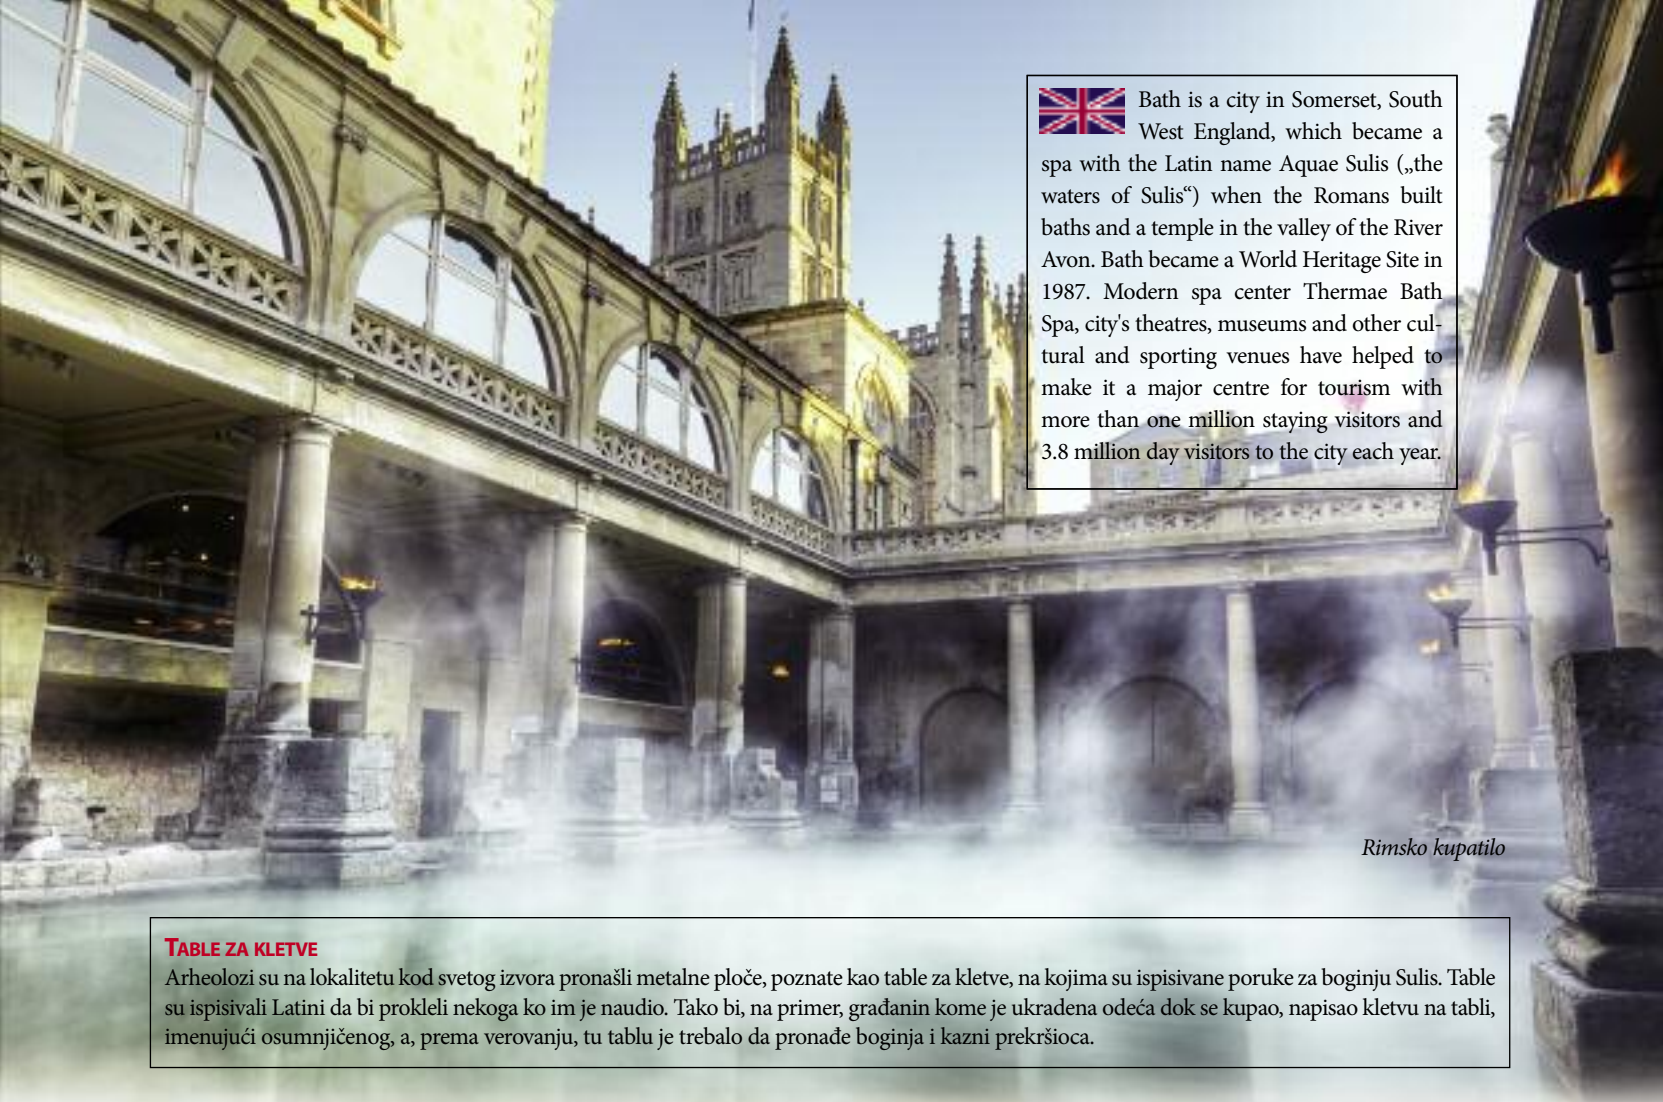 Bath is a city in Somerset, South
West England, which became a
spa with the Latin name Aquae Sulis („the
waters of Sulis“) when the Romans built
baths and a temple in the valley of the River
Avon. Bath became a World Heritage Site in
1987. Modern spa center Thermae Bath
Spa, city's theatres, museums and other cul-
tural and sporting venues have helped to
make it a major centre for tourism with
more than one million staying visitors and
3.8 million day visitors to the city each year.
Rimsko kupatilo
TABLE ZA KLETVE
Arheolozi su na lokalitetu kod svetog izvora pronašli metalne ploče, poznate kao table za kletve, na kojima su ispisivane poruke za boginju Sulis. Table
su ispisivali Latini da bi prokleli nekoga ko im je naudio. Tako bi, na primer, građanin kome je ukradena odeća dok se kupao, napisao kletvu na tabli,
imenujući osumnjičenog, a, prema verovanju, tu tablu je trebalo da pronađe boginja i kazni prekršioca.